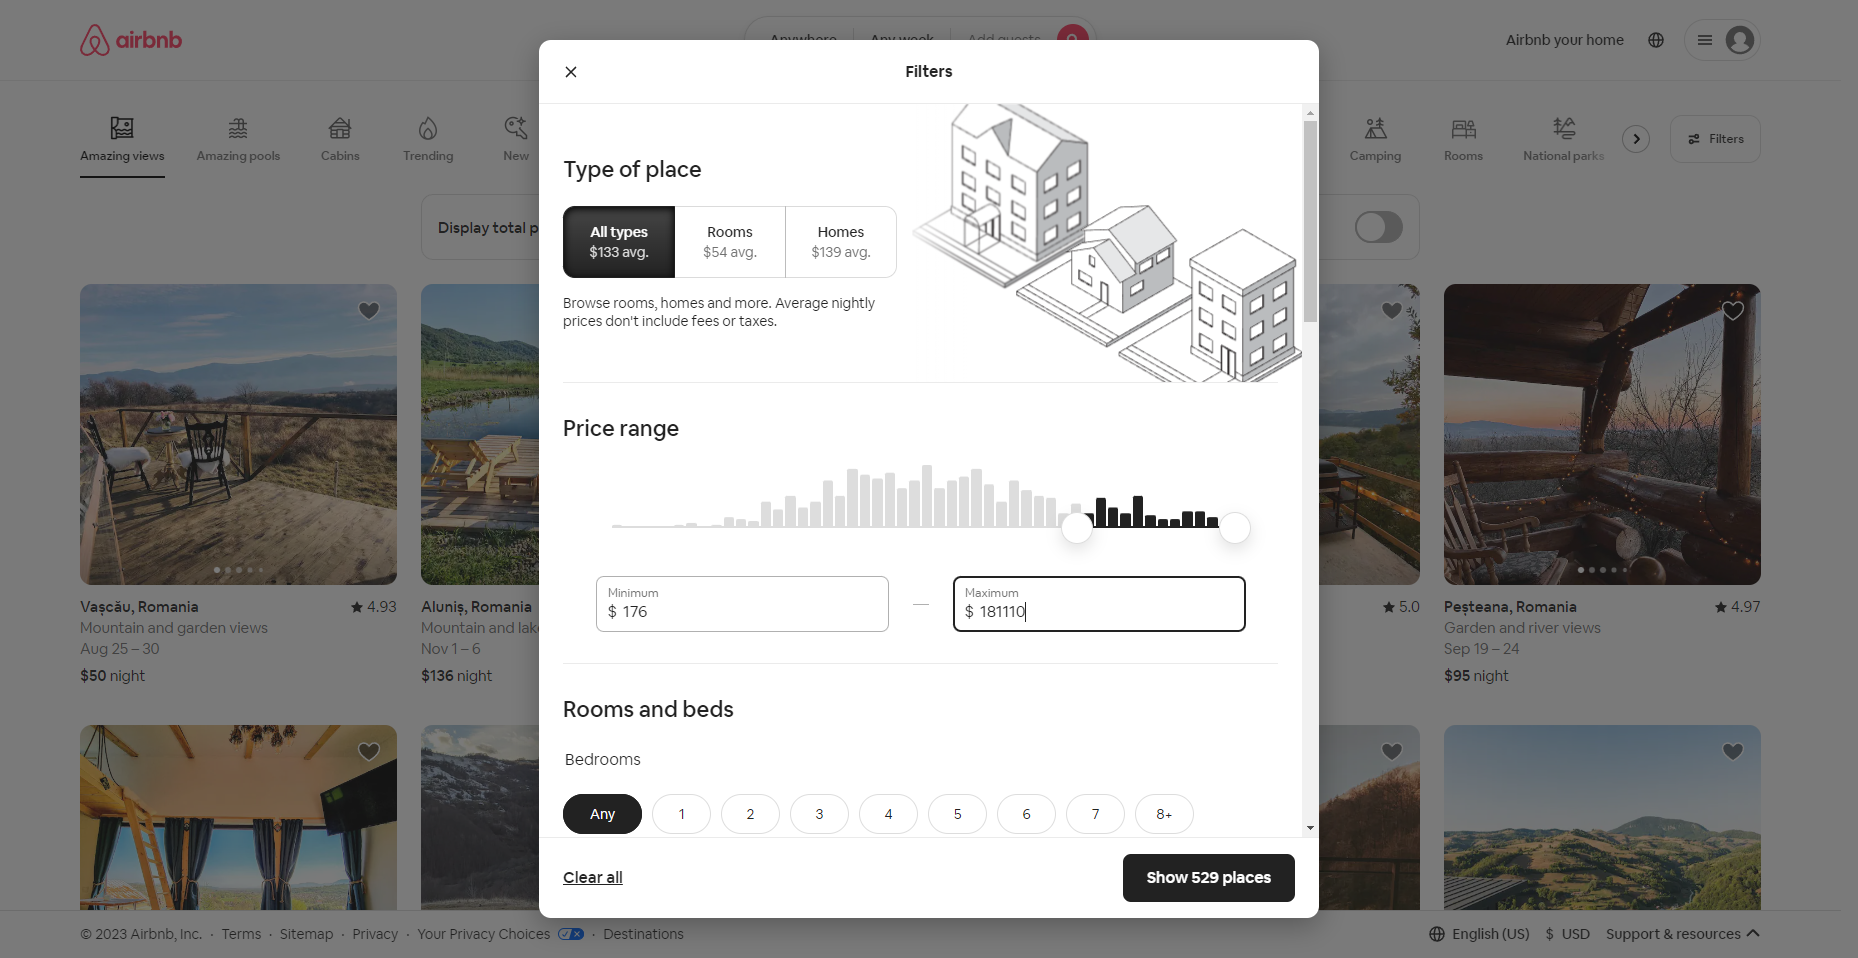 airbnb
Anywhere
Any week
Add guests
Airbnb your home
Filters
Amazing views
Amazing pools
Cabins
Trending
New
Camping
Rooms
National parks
Filters
Display total p
Type of place
All types
$133 avg.
Rooms
$54 avg.
Homes
$139 avg.
Browse rooms, homes and more. Average nightly
prices don't include fees or taxes.
Price range
Minimum
$ 176
Maximum
$ 181110
Rooms and beds
Bedrooms
Any
1
2
3
4
5
6
7
8+
Clear all
Show 529 places
Vașcău, Romania
4.93
Mountain and garden views
Aug 25 – 30
$50 night
Aluniș, Romania
Mountain and lak
Nov 1 – 6
$136 night
5.0
Peșteana, Romania
4.97
Garden and river views
Sep 19 – 24
$95 night
© 2023 Airbnb, Inc. · Terms · Sitemap · Privacy · Your Privacy Choices · Destinations
English (US)
$ USD
Support & resources